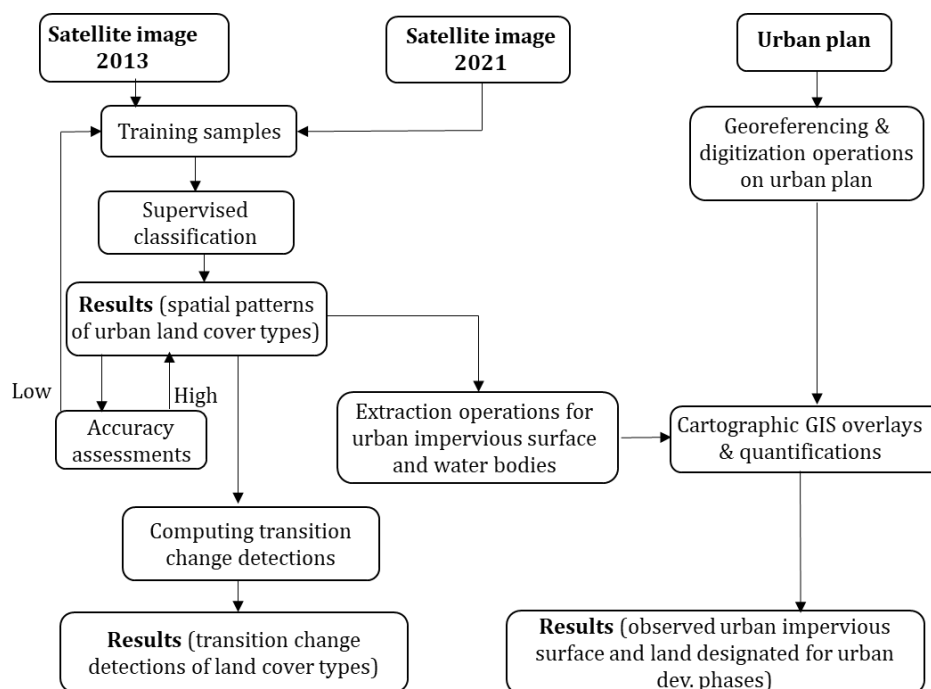 Satellite image
2013
Satellite image
2021
Urban plan
Training samples
Georeferencing &
digitization operations
on urban plan
Supervised
classification
Results (spatial patterns
of urban land cover types)
Low
High
Accuracy
assessments
Extraction operations for
urban impervious surface
and water bodies
Cartographic GIS overlays
& quantifications
Computing transition
change detections
Results (transition change
detections of land cover types)
Results (observed urban impervious
surface and land designated for urban
dev. phases)